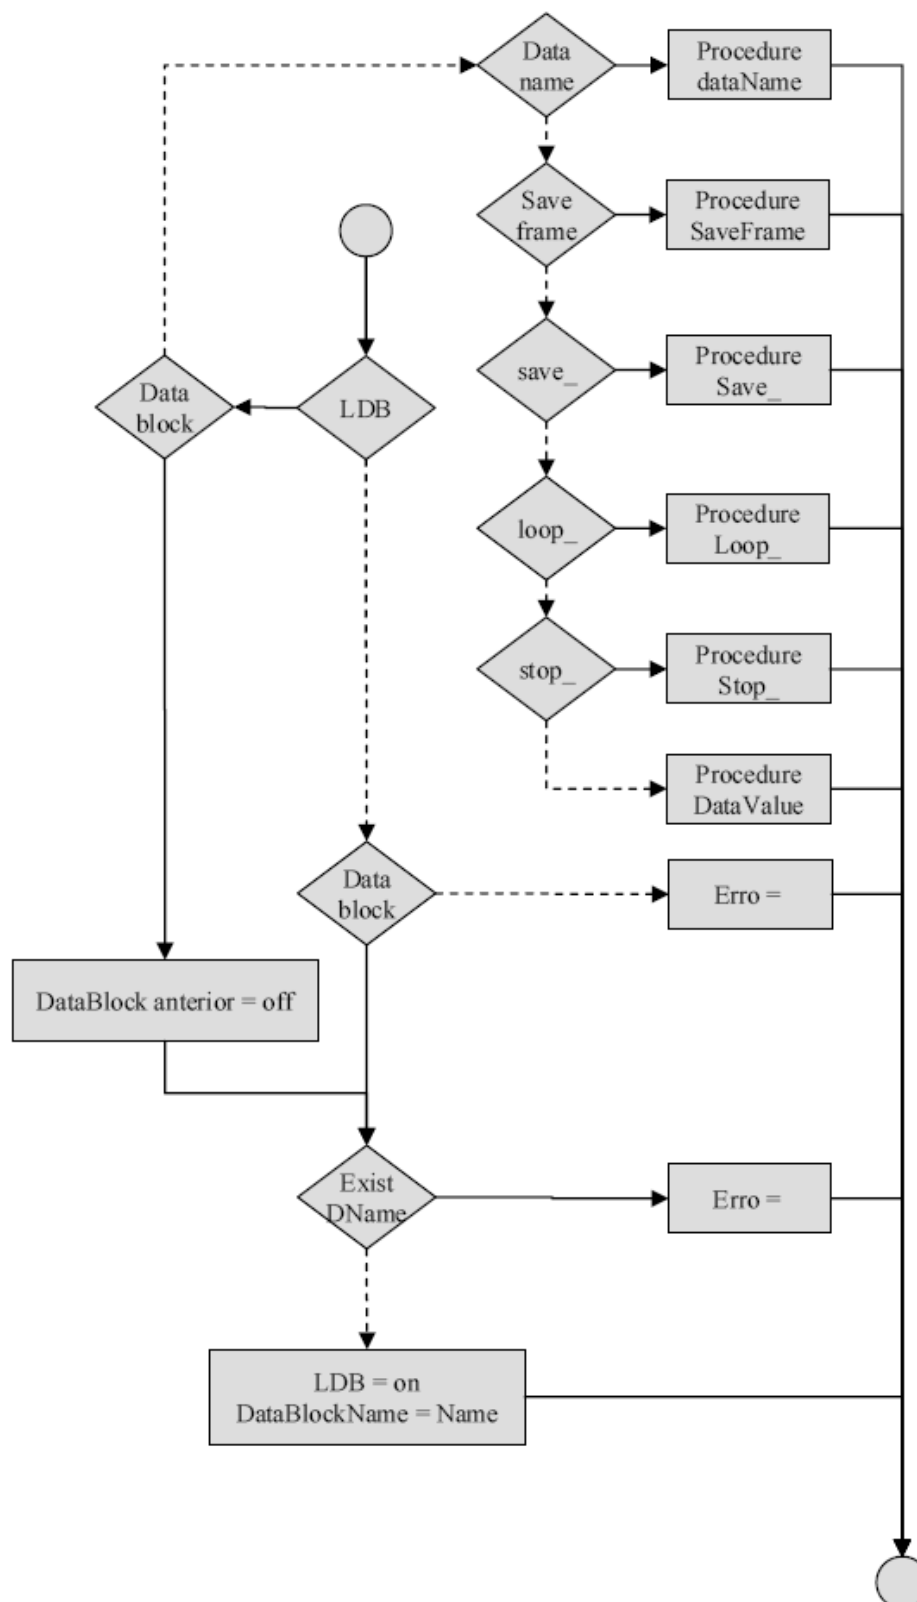 Data
name
Procedure
dataName
Save
frame
Procedure
SaveFrame
save_
Procedure
Save_
Data
block
LDB
loop_
Procedure
Loop_
stop_
Procedure
Stop_
Procedure
DataValue
Data
block
Erro =
DataBlock anterior = off
Exist
DName
Erro =
LDB = on
DataBlockName = Name